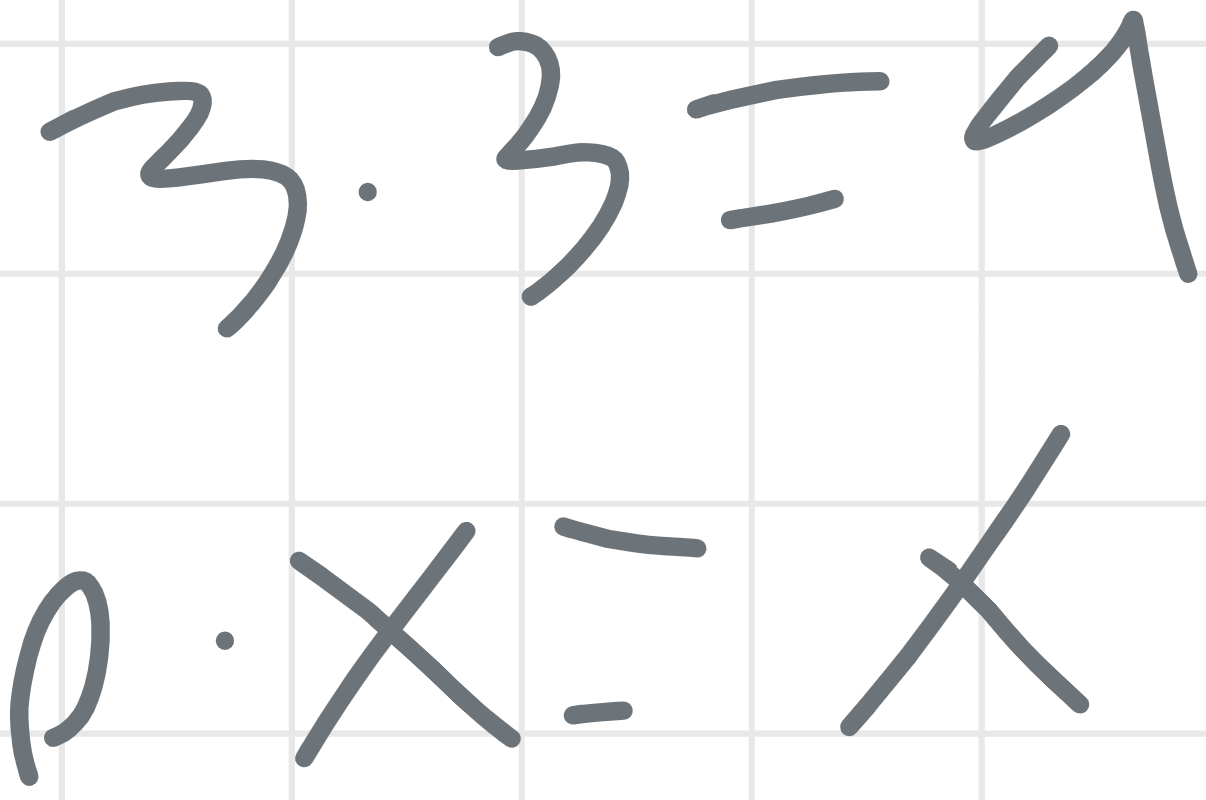 3 · 3 = 9
0 · x = x